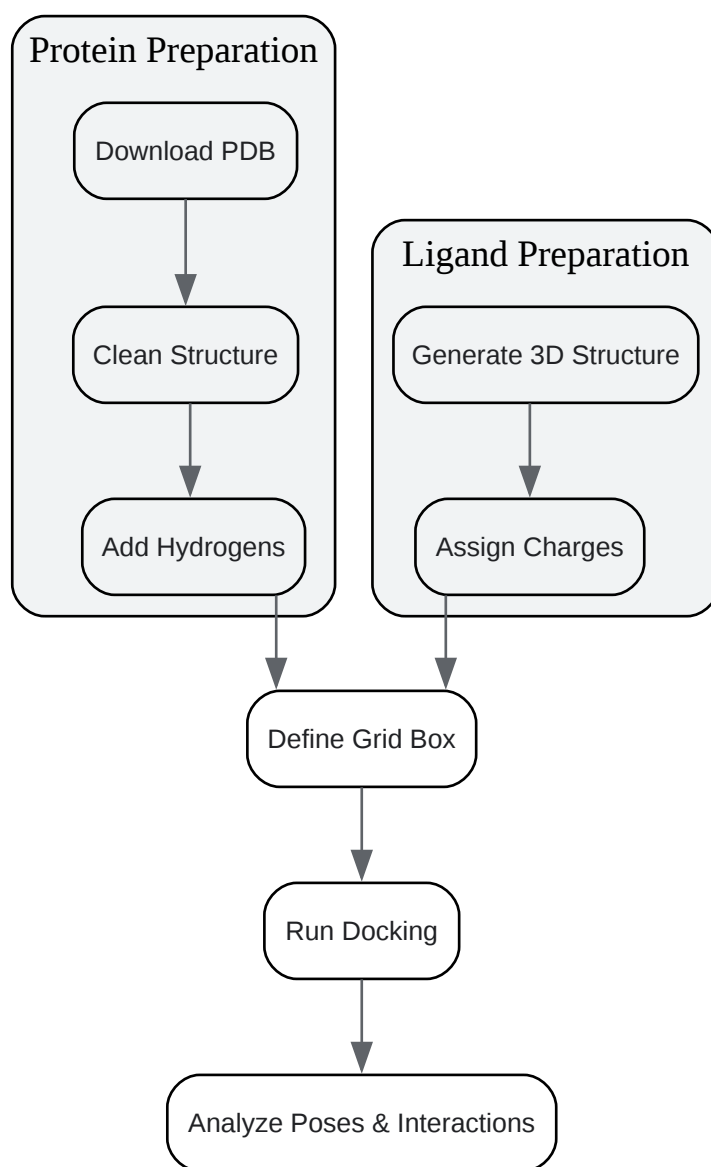 Protein Preparation
Download PDB
Clean Structure
Add Hydrogens
Ligand Preparation
Generate 3D Structure
Assign Charges
Define Grid Box
Run Docking
Analyze Poses & Interactions